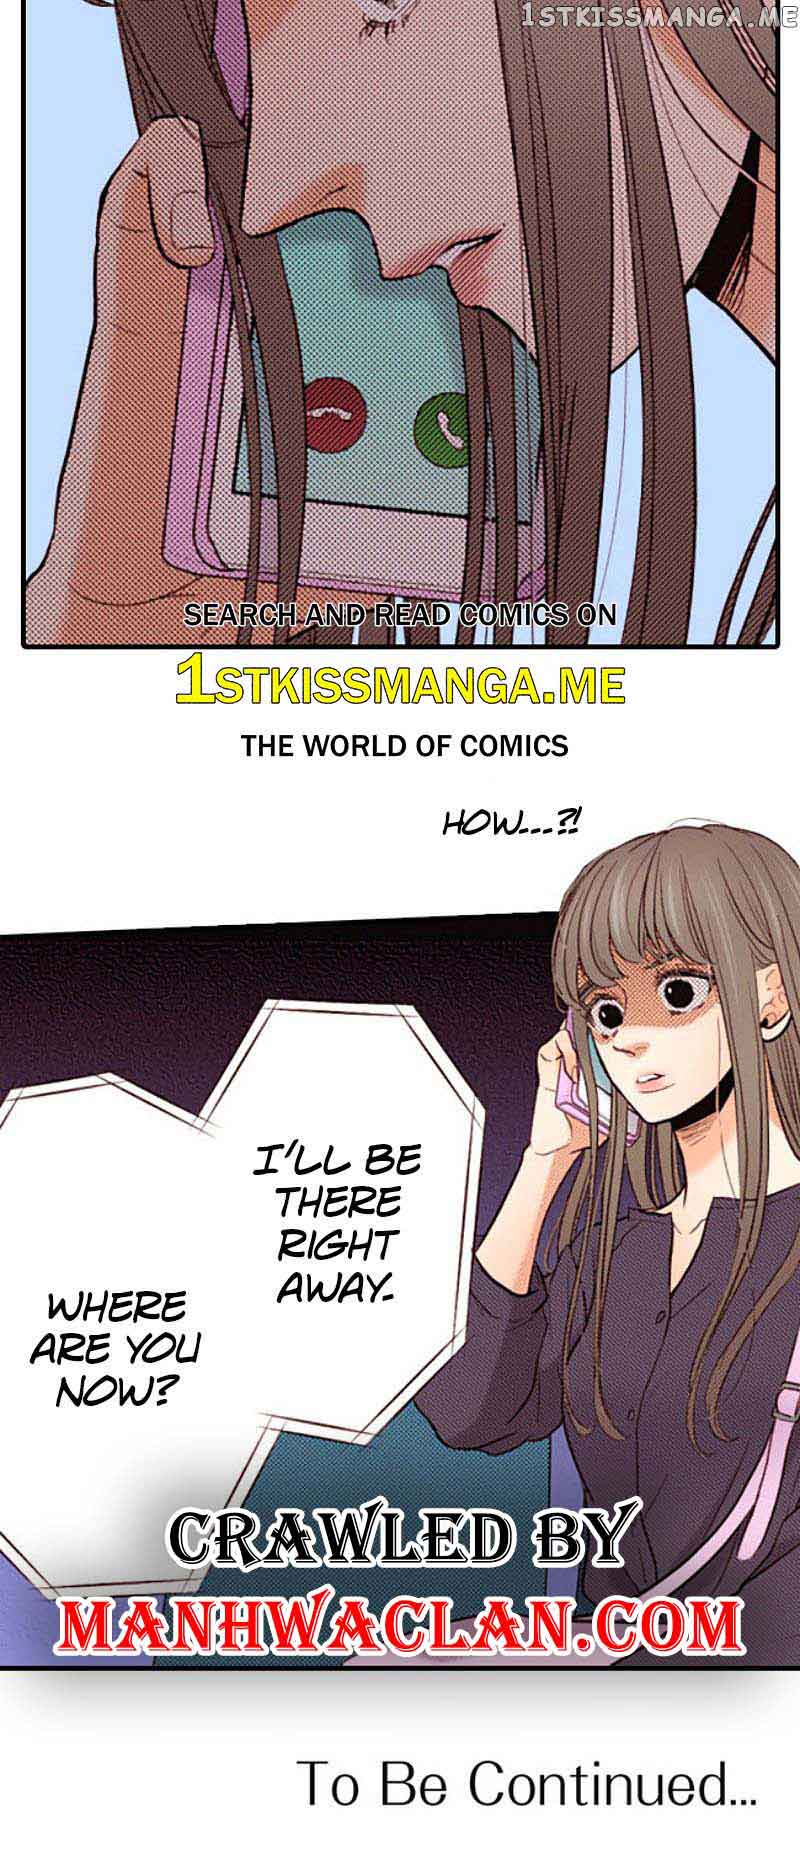 1STKISSMANGA.ME
SEARCH AND READ COMICS ON
1STKISSMANGA.ME
THE WORLD OF COMICS
HOW...?!
I'LL BE
THERE
RIGHT
AWAY.
WHERE
ARE YOU
NOW?
CRAWLED BY
MANHWACLAN.COM
To Be Continued...